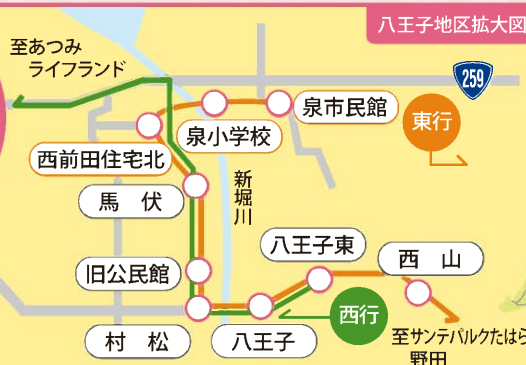 八王子地区拡大図
至あつみ
ライフランド
259
泉市民館
東行
泉小学校
西前田住宅北
新堀川
馬伏
八王子東
西山
旧公民館
西行
村松
八王子
至サンテパルクたはら
野田